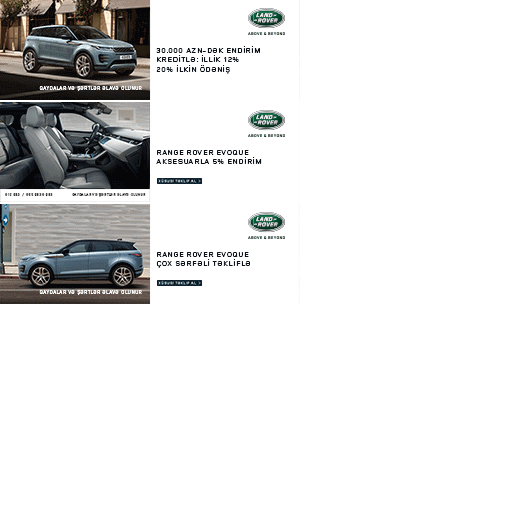 LAND
ROVER
ABOVE & BEYOND
30.000 AZN-DƏK ENDİRİM
KREDİTLƏ: İLLİK 12%
20% İLKİN ÖDƏNİŞ
QAYDALAR VƏ ŞƏRTLƏR ƏLAVƏ OLUNUR
LAND
ROVER
ABOVE & BEYOND
RANGE ROVER EVOQUE
AKSESUARLA 5% ENDİRİM
XÜSUSİ TƏKLİF AL >
QAYDALAR VƏ ŞƏRTLƏR ƏLAVƏ OLUNUR
LAND
ROVER
ABOVE & BEYOND
RANGE ROVER EVOQUE
ÇOX SƏRFƏLİ TƏKLİFLƏ
XÜSUSİ TƏKLİF AL >
QAYDALAR VƏ ŞƏRTLƏR ƏLAVƏ OLUNUR